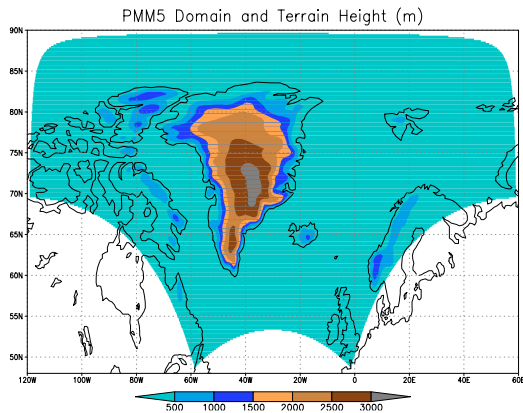 PMM5 Domain and Terrain Height (m)
90N
85N
80N
75N
70N
65N
60N
55N
50N
120W 100W 80W 60W 40W 20W 0 20E 40E 60E
500 1000 1500 2000 2500 3000